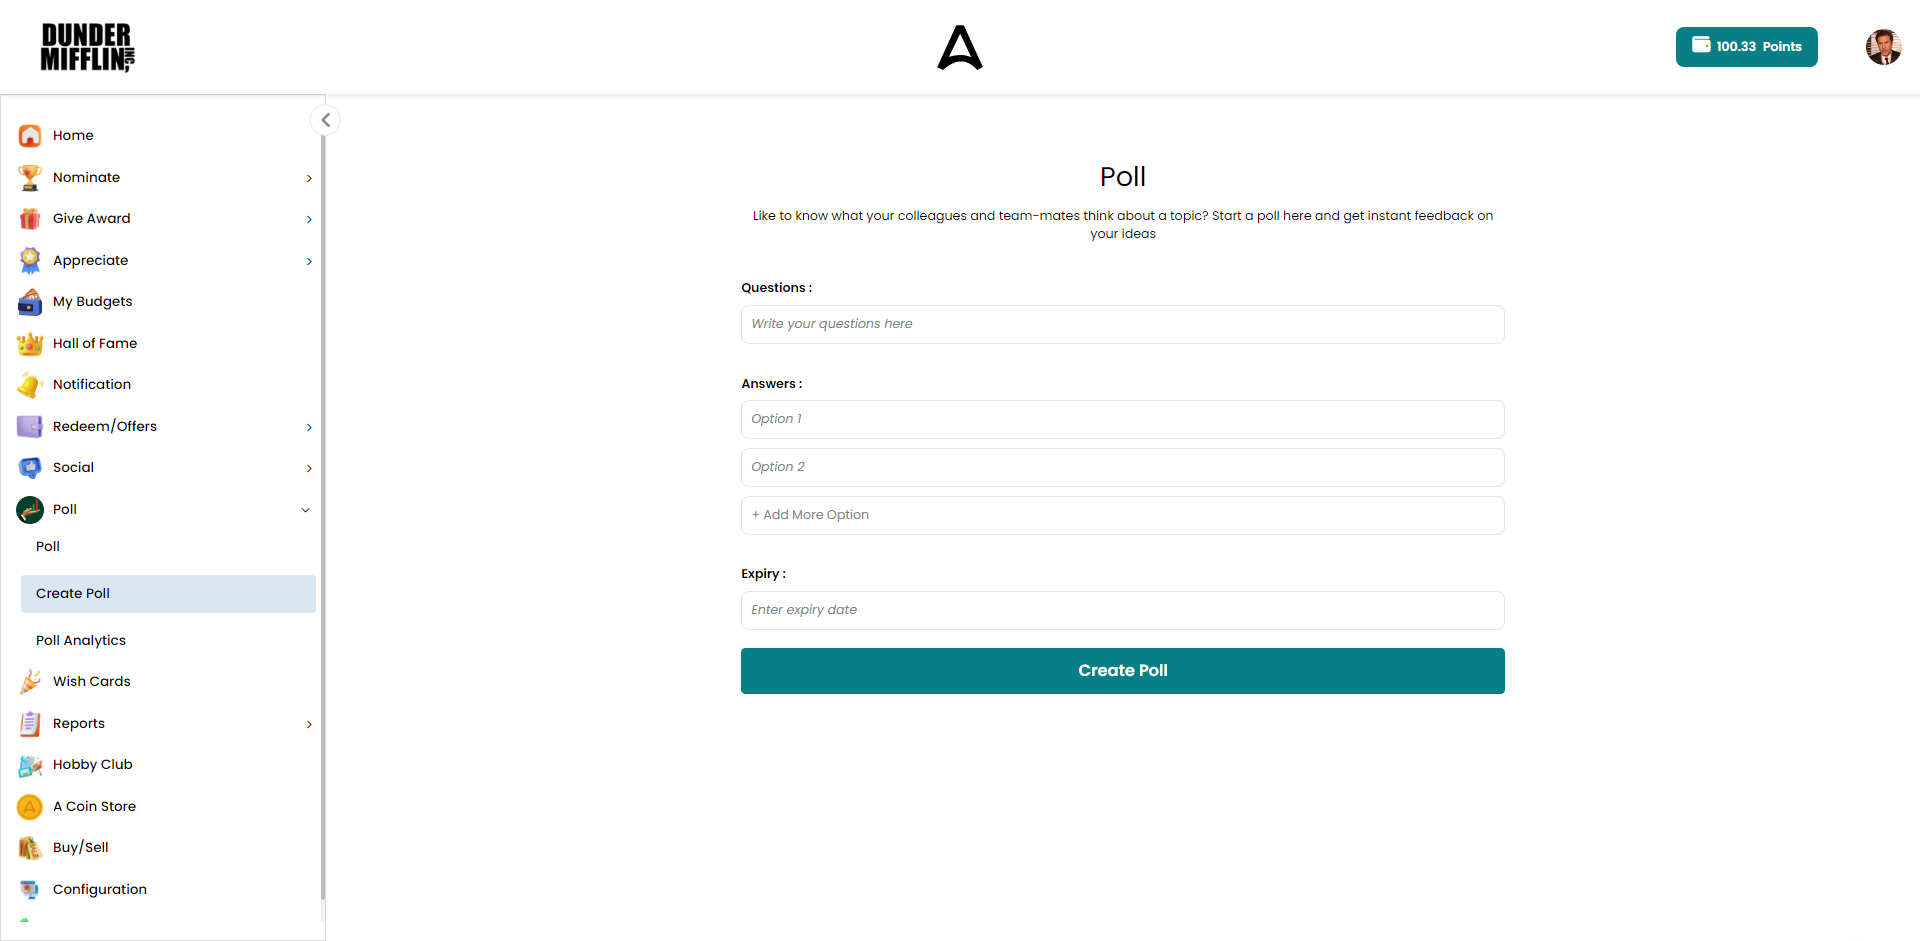 DUNDER
MIFFLIN, INC
100.33 Points
Home
Nominate
Give Award
Appreciate
My Budgets
Hall of Fame
Notification
Redeem/Offers
Social
Poll
Poll
Create Poll
Poll Analytics
Wish Cards
Reports
Hobby Club
A Coin Store
Buy/Sell
Configuration
Poll
Like to know what your colleagues and team-mates think about a topic? Start a poll here and get instant feedback on
your ideas
Questions :
Write your questions here
Answers :
Option 1
Option 2
+ Add More Option
Expiry :
Enter expiry date
Create Poll